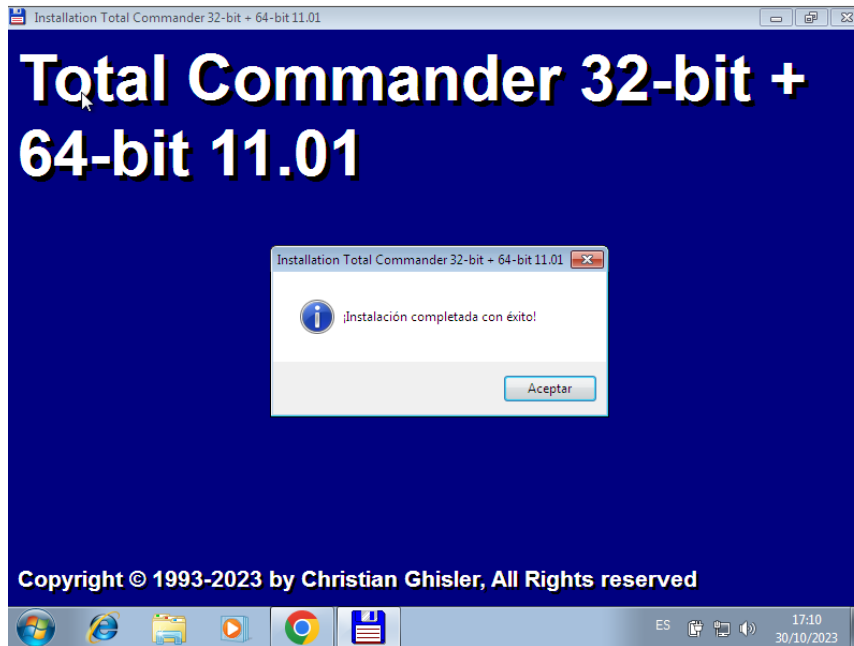 Installation Total Commander 32-bit + 64-bit 11.01
Total Commander 32-bit +
64-bit 11.01
Installation Total Commander 32-bit + 64-bit 11.01
¡Instalación completada con éxito!
Aceptar
Copyright © 1993-2023 by Christian Ghisler, All Rights reserved
ES
17:10
30/10/2023